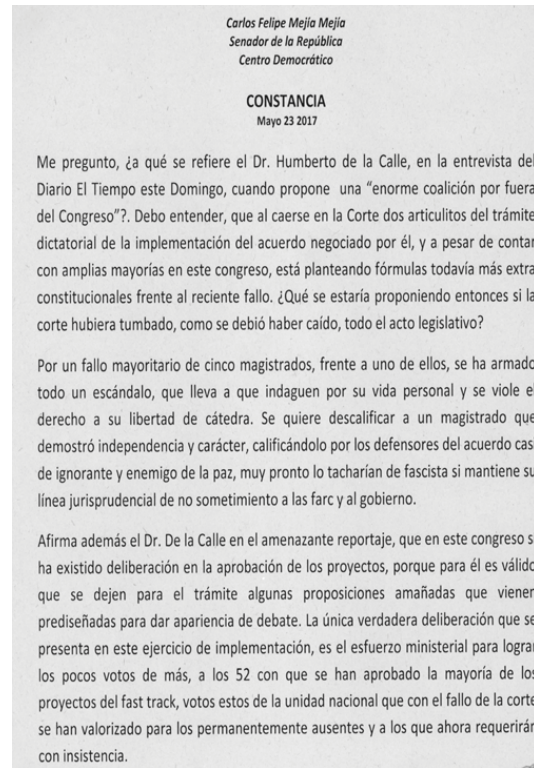 Carlos Felipe Mejía Mejía
Senador de la República
Centro Democrático
CONSTANCIA
Mayo 23 2017
Me pregunto, ¿a qué se refiere el Dr. Humberto de la Calle, en la entrevista del
Diario El Tiempo este Domingo, cuando propone una “enorme coalición por fuera
del Congreso”?. Debo entender, que al caerse en la Corte dos articulitos del trámite
dictatorial de la implementación del acuerdo negociado por él, y a pesar de contar
con amplias mayorías en este congreso, está planteando fórmulas todavía más extra
constitucionales frente al reciente fallo. ¿Qué se estaría proponiendo entonces si la
corte hubiera tumbado, como se debió haber caído, todo el acto legislativo?
Por un fallo mayoritario de cinco magistrados, frente a uno de ellos, se ha armado
todo un escándalo, que lleva a que indaguen por su vida personal y se viole el
derecho a su libertad de cátedra. Se quiere descalificar a un magistrado que
demostró independencia y carácter, calificándolo por los defensores del acuerdo cas
de ignorante y enemigo de la paz, muy pronto lo tacharían de fascista si mantiene su
línea jurisprudencial de no sometimiento a las farc y al gobierno.
Afirma además el Dr. De la Calle en el amenazante reportaje, que en este congreso s
ha existido deliberación en la aprobación de los proyectos, porque para él es válido
que se dejen para el trámite algunas proposiciones amañadas que vienen
prediseñadas para dar apariencia de debate. La única verdadera deliberación que se
presenta en este ejercicio de implementación, es el esfuerzo ministerial para lograr
los pocos votos de más, a los 52 con que se han aprobado la mayoría de los
proyectos del fast track, votos estos de la unidad nacional que con el fallo de la corte
se han valorizado para los permanentemente ausentes y a los que ahora requerirán
con insistencia.